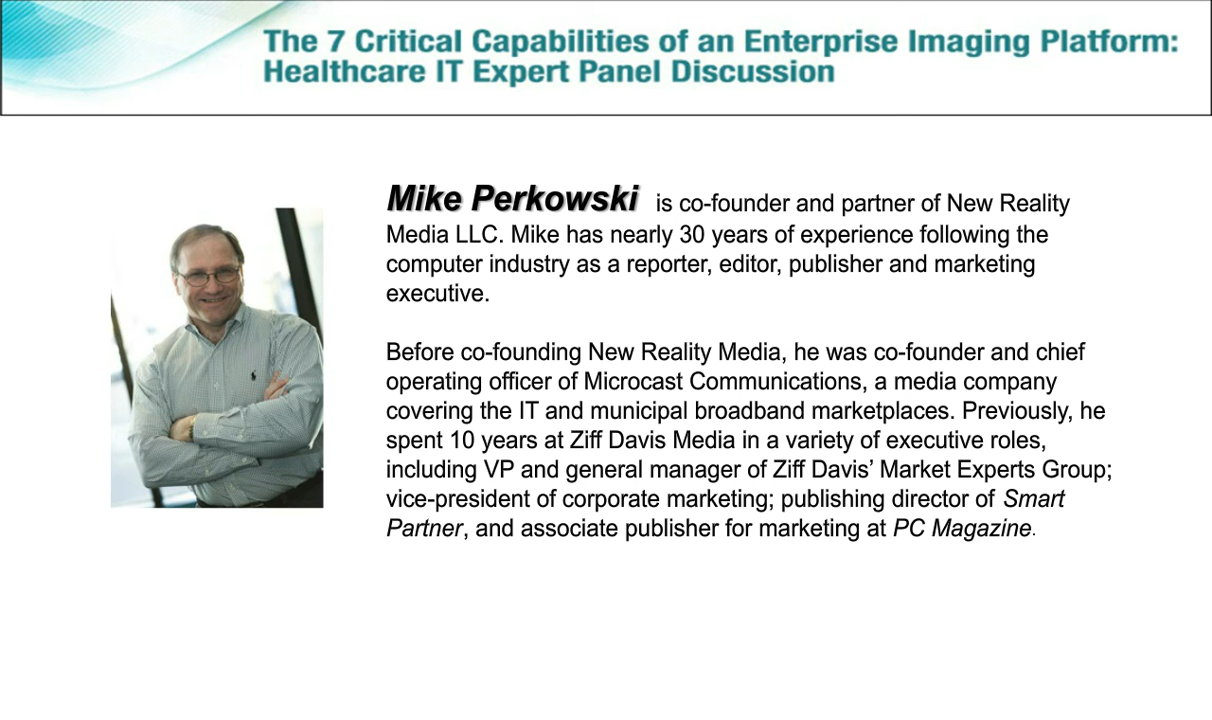 The 7 Critical Capabilities of an Enterprise Imaging Platform:
Healthcare IT Expert Panel Discussion
Mike Perkowski is co-founder and partner of New Reality
Media LLC. Mike has nearly 30 years of experience following the
computer industry as a reporter, editor, publisher and marketing
executive.
Before co-founding New Reality Media, he was co-founder and chief
operating officer of Microcast Communications, a media company
covering the IT and municipal broadband marketplaces. Previously, he
spent 10 years at Ziff Davis Media in a variety of executive roles,
including VP and general manager of Ziff Davis’ Market Experts Group;
vice-president of corporate marketing; publishing director of Smart
Partner, and associate publisher for marketing at PC Magazine.